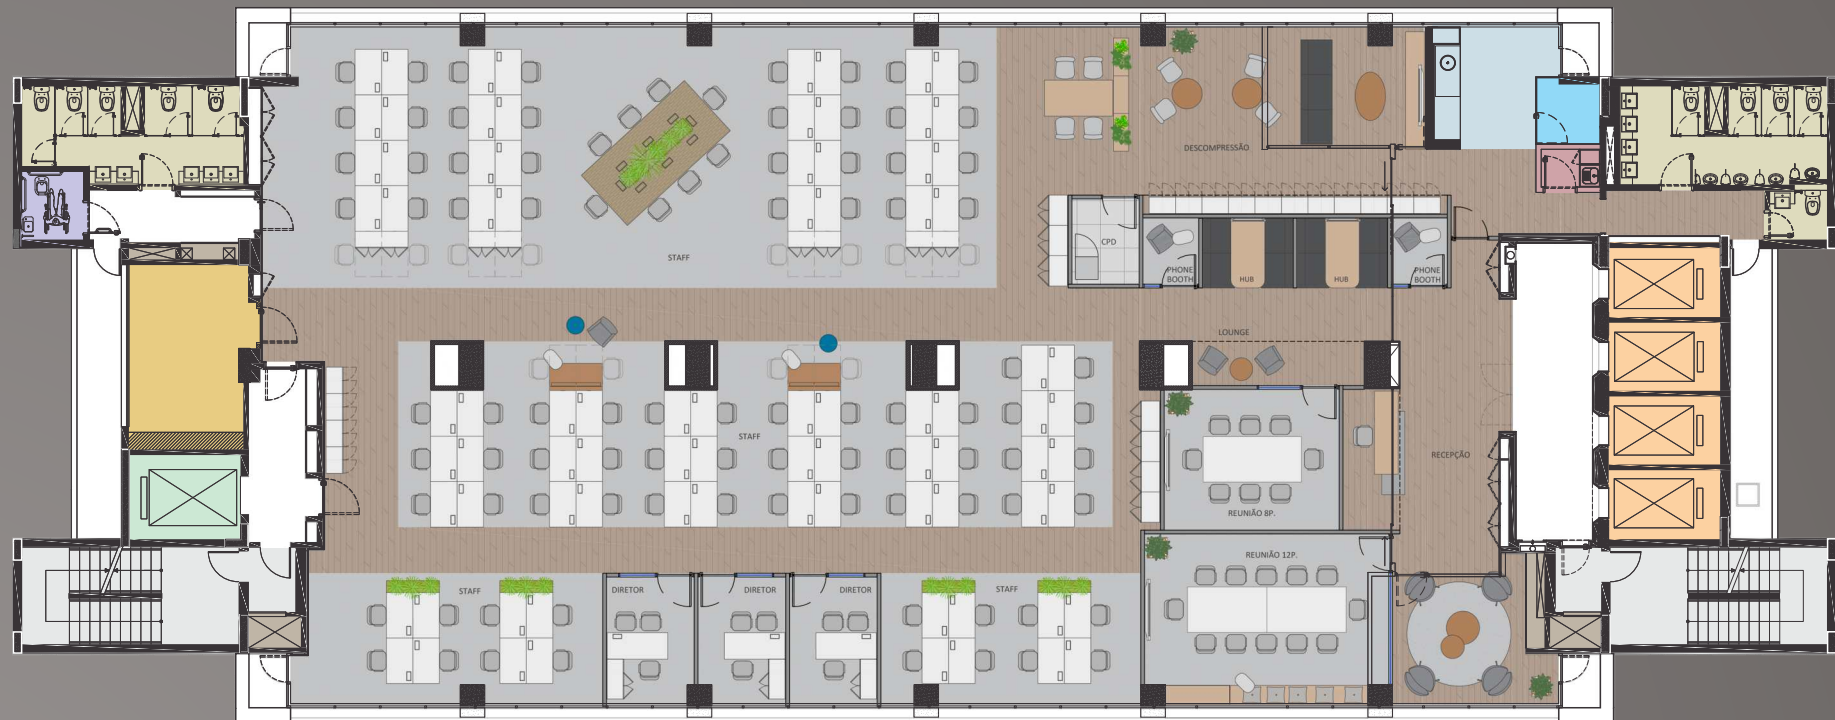 DESCOMPRESSÃO
STAFF
CPD
PHONE
BOOTH
HUB
HUB
PHONE
BOOTH
LOUNGE
STAFF
RECEPÇÃO
REUNIÃO 8P.
REUNIÃO 12P.
STAFF
DIRETOR
DIRETOR
DIRETOR
STAFF